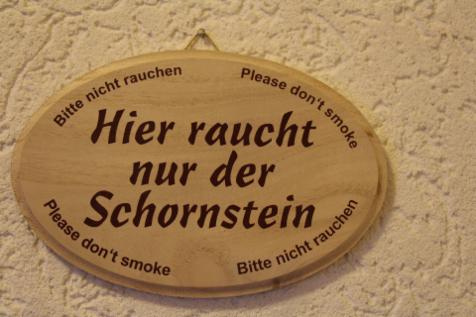 Bitte nicht rauchen
Please don't smoke
Hier raucht
nur der
Schornstein
Please don't smoke
Bitte nicht rauchen